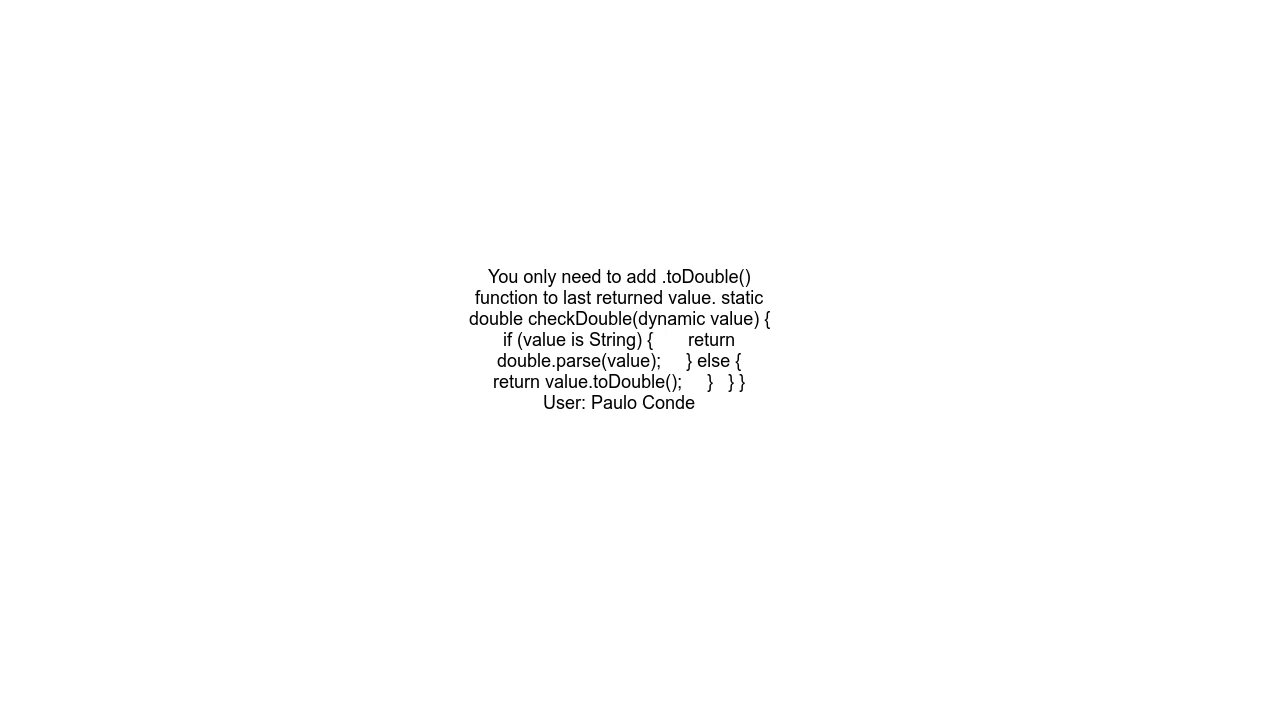 You only need to add .toDouble()
function to last returned value. static
double checkDouble(dynamic value) {
if (value is String) {       return
double.parse(value);     } else {
return value.toDouble();     }   } }
User: Paulo Conde